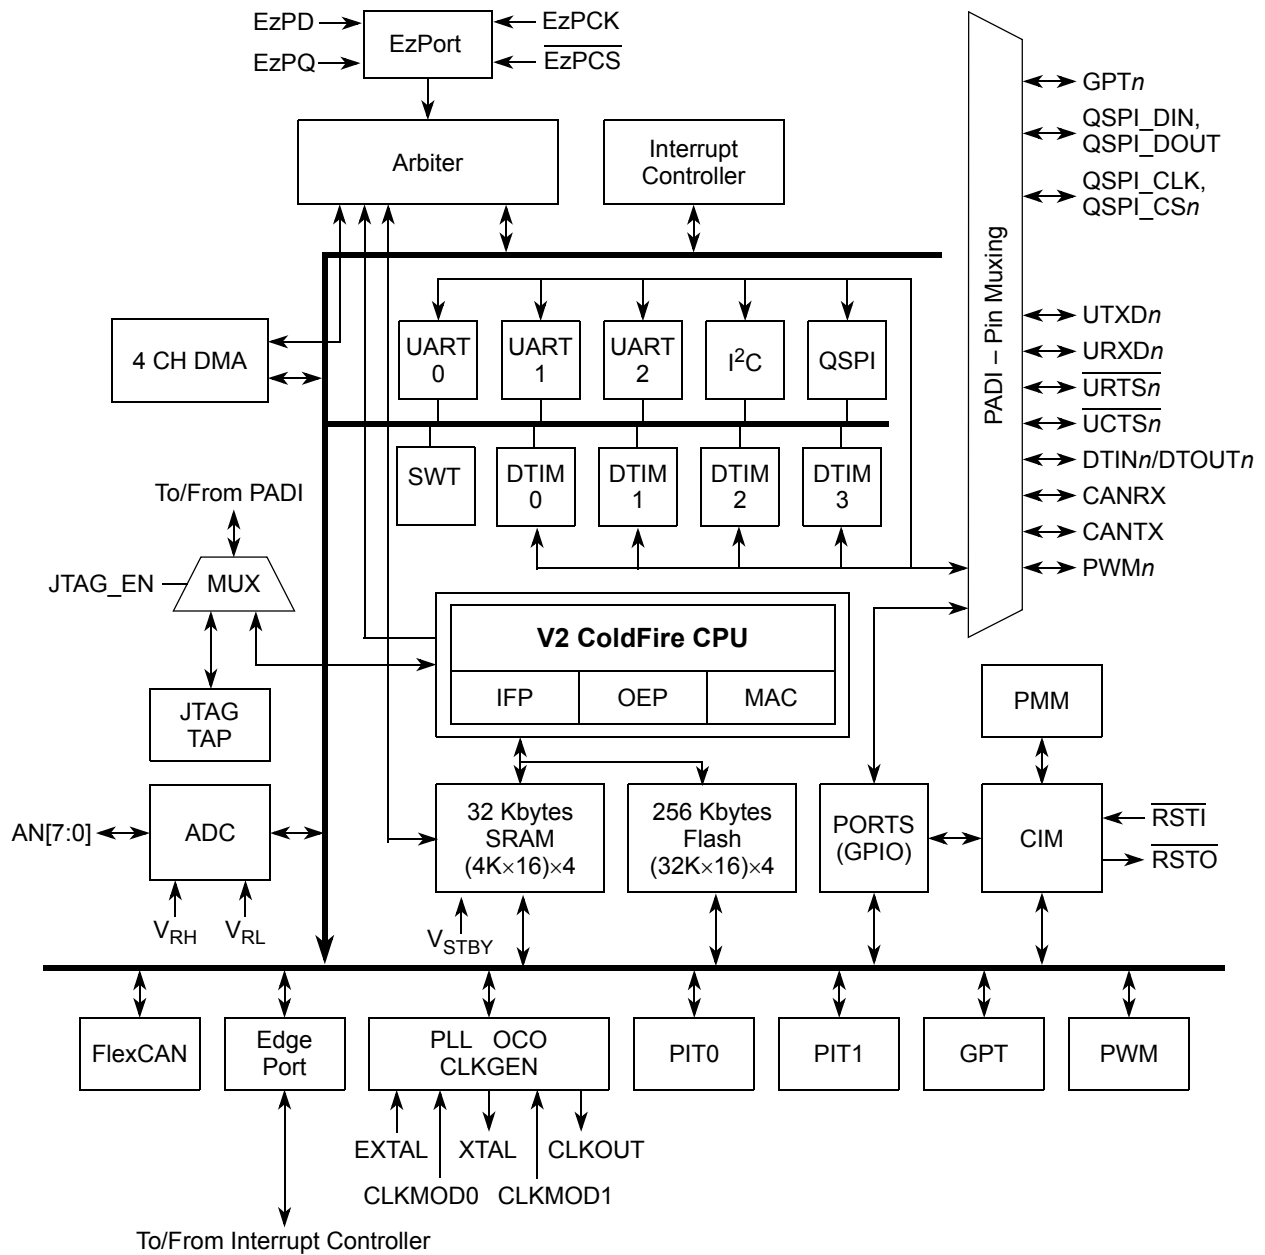 EzPD
EzPCK
EzPort
EzPQ
EzPCS
Arbiter
Interrupt
Controller
GPTn
QSPI_DIN,
QSPI_DOUT
QSPI_CLK,
QSPI_CSn
PADI – Pin Muxing
UTXDn
URXDn
URTSn
UCTSn
DTINn/DTOUTn
CANRX
CANTX
PWMn
4 CH DMA
UART
0
UART
1
UART
2
I²C
QSPI
SWT
DTIM
0
DTIM
1
DTIM
2
DTIM
3
To/From PADI
JTAG_EN
MUX
JTAG
TAP
V2 ColdFire CPU
IFP
OEP
MAC
PMM
AN[7:0]
ADC
V_RH
V_RL
32 Kbytes
SRAM
(4K×16)×4
V_STBY
256 Kbytes
Flash
(32K×16)×4
PORTS
(GPIO)
CIM
RSTI
RSTO
FlexCAN
Edge
Port
PLL OCO
CLKGEN
PIT0
PIT1
GPT
PWM
EXTAL
XTAL
CLKOUT
CLKMOD0
CLKMOD1
To/From Interrupt Controller